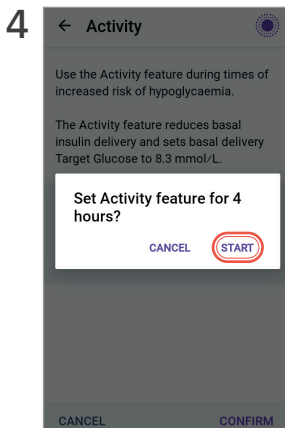 4
← Activity
Use the Activity feature during times of
increased risk of hypoglycaemia.
The Activity feature reduces basal
insulin delivery and sets basal delivery
Target Glucose to 8.3 mmol/L.
Set Activity feature for 4
hours?
CANCEL START
CANCEL CONFIRM